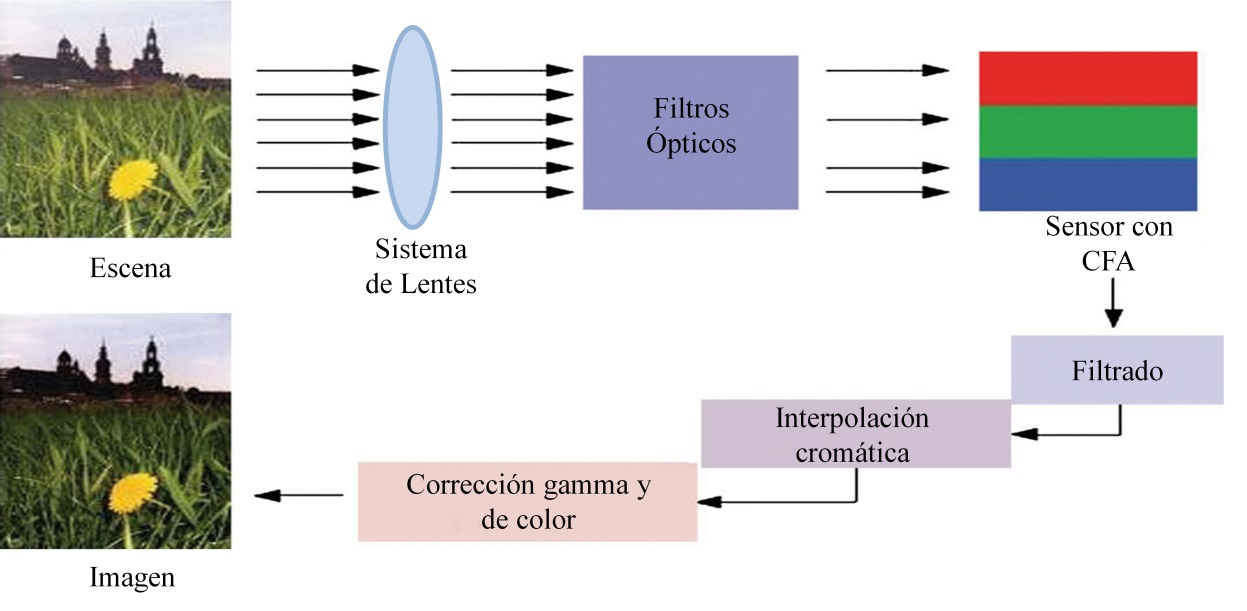 Escena
Sistema
de Lentes
Filtros
Ópticos
Sensor con
CFA
Filtrado
Interpolación
cromática
Corrección gamma y
de color
Imagen